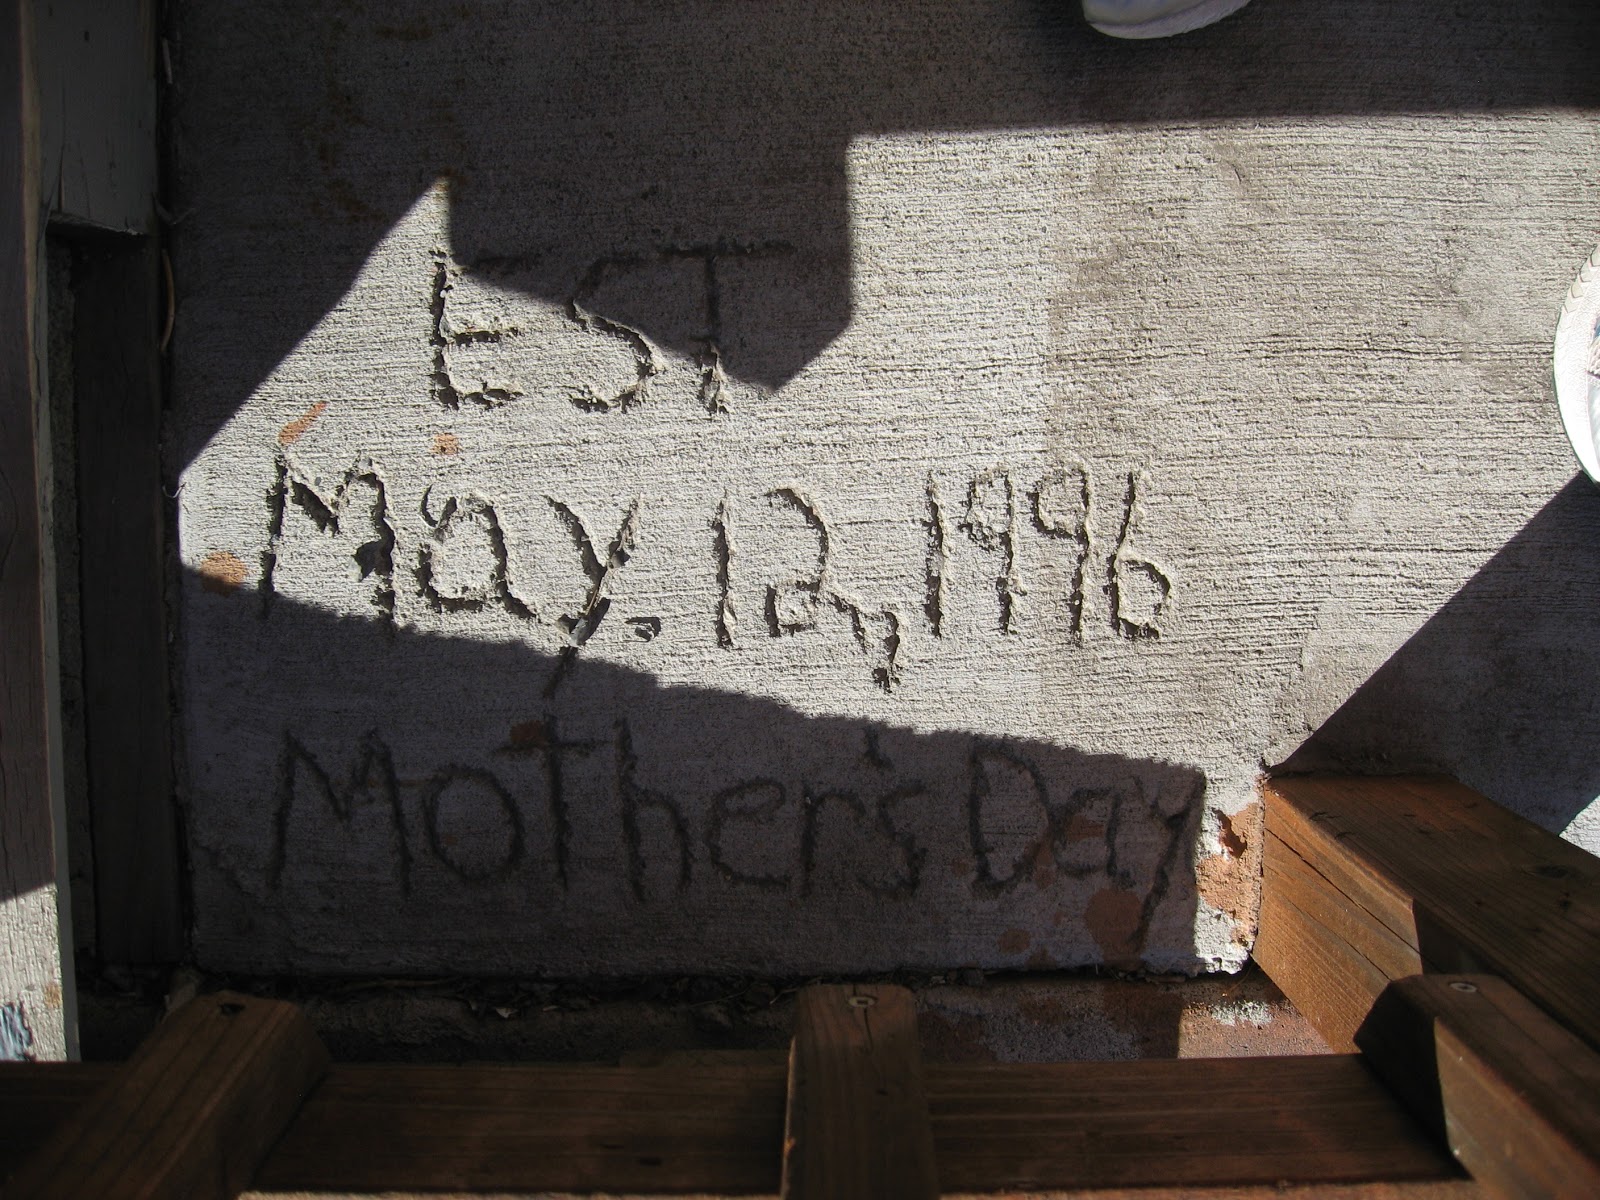 EST
May. 12, 1996
Mother's Day